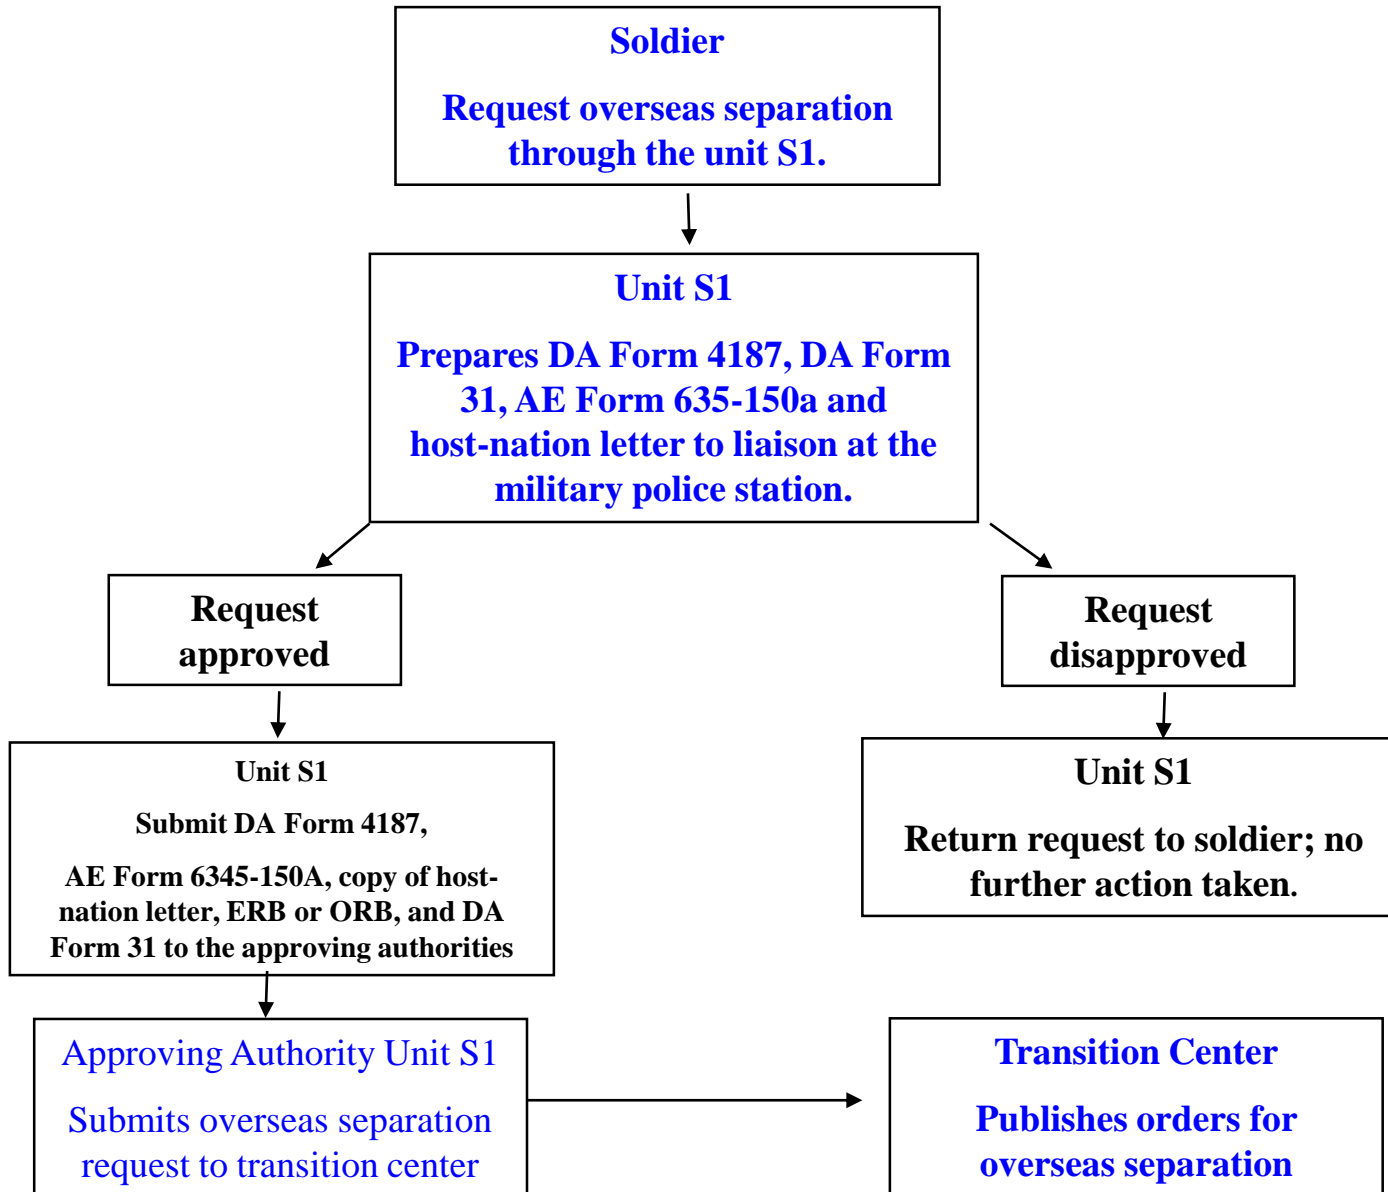 Soldier
Request overseas separation
through the unit S1.
Unit S1
Prepares DA Form 4187, DA Form
31, AE Form 635-150a and
host-nation letter to liaison at the
military police station.
Request
approved
Request
disapproved
Unit S1
Submit DA Form 4187,
AE Form 6345-150A, copy of host-
nation letter, ERB or ORB, and DA
Form 31 to the approving authorities
Unit S1
Return request to soldier; no
further action taken.
Approving Authority Unit S1
Submits overseas separation
request to transition center
Transition Center
Publishes orders for
overseas separation